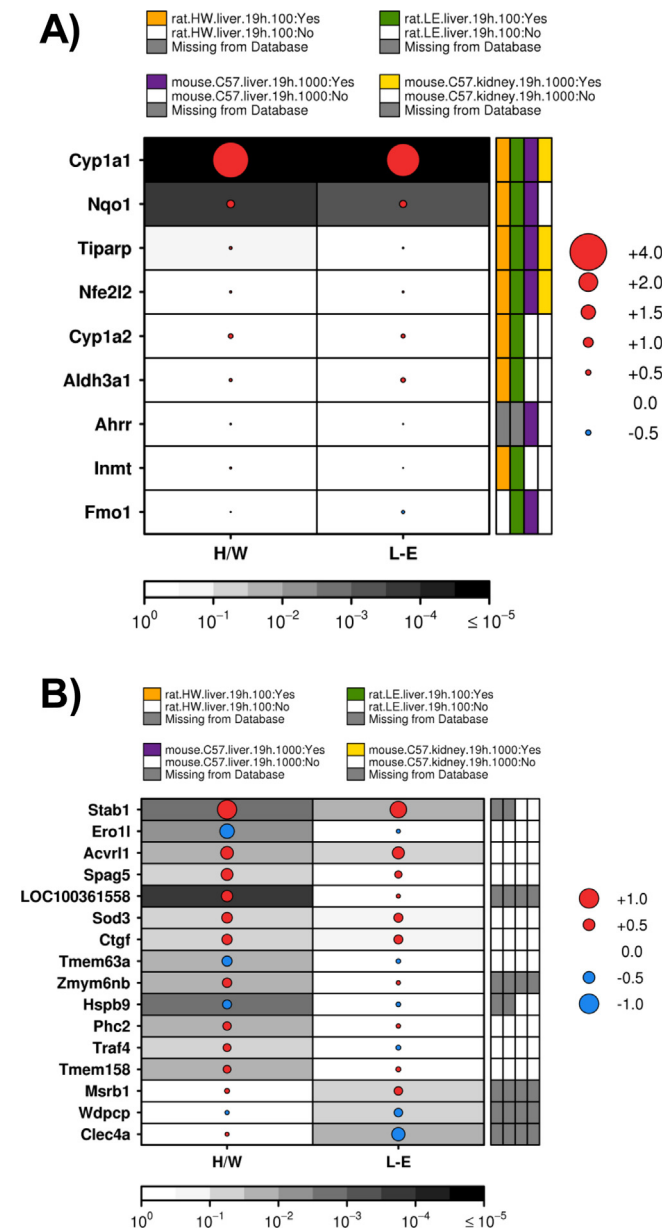 A)
rat.HW.liver.19h.100:Yes
rat.HW.liver.19h.100:No
Missing from Database
rat.LE.liver.19h.100:Yes
rat.LE.liver.19h.100:No
Missing from Database
mouse.C57.liver.19h.1000:Yes
mouse.C57.liver.19h.1000:No
Missing from Database
mouse.C57.kidney.19h.1000:Yes
mouse.C57.kidney.19h.1000:No
Missing from Database
Cyp1a1
Nqo1
Tiparp
Nfe2l2
Cyp1a2
Aldh3a1
Ahrr
Inmt
Fmo1
H/W L-E
+4.0
+2.0
+1.5
+1.0
+0.5
0.0
-0.5
10⁰ 10⁻¹ 10⁻² 10⁻³ 10⁻⁴ ≤ 10⁻⁵
B)
rat.HW.liver.19h.100:Yes
rat.HW.liver.19h.100:No
Missing from Database
rat.LE.liver.19h.100:Yes
rat.LE.liver.19h.100:No
Missing from Database
mouse.C57.liver.19h.1000:Yes
mouse.C57.liver.19h.1000:No
Missing from Database
mouse.C57.kidney.19h.1000:Yes
mouse.C57.kidney.19h.1000:No
Missing from Database
Stab1
Ero1l
Acvrl1
Spag5
LOC100361558
Sod3
Ctgf
Tmem63a
Zmym6nb
Hspb9
Phc2
Traf4
Tmem158
Msrb1
Wdpcp
Clec4a
H/W L-E
+1.0
+0.5
0.0
-0.5
-1.0
10⁰ 10⁻¹ 10⁻² 10⁻³ 10⁻⁴ ≤ 10⁻⁵